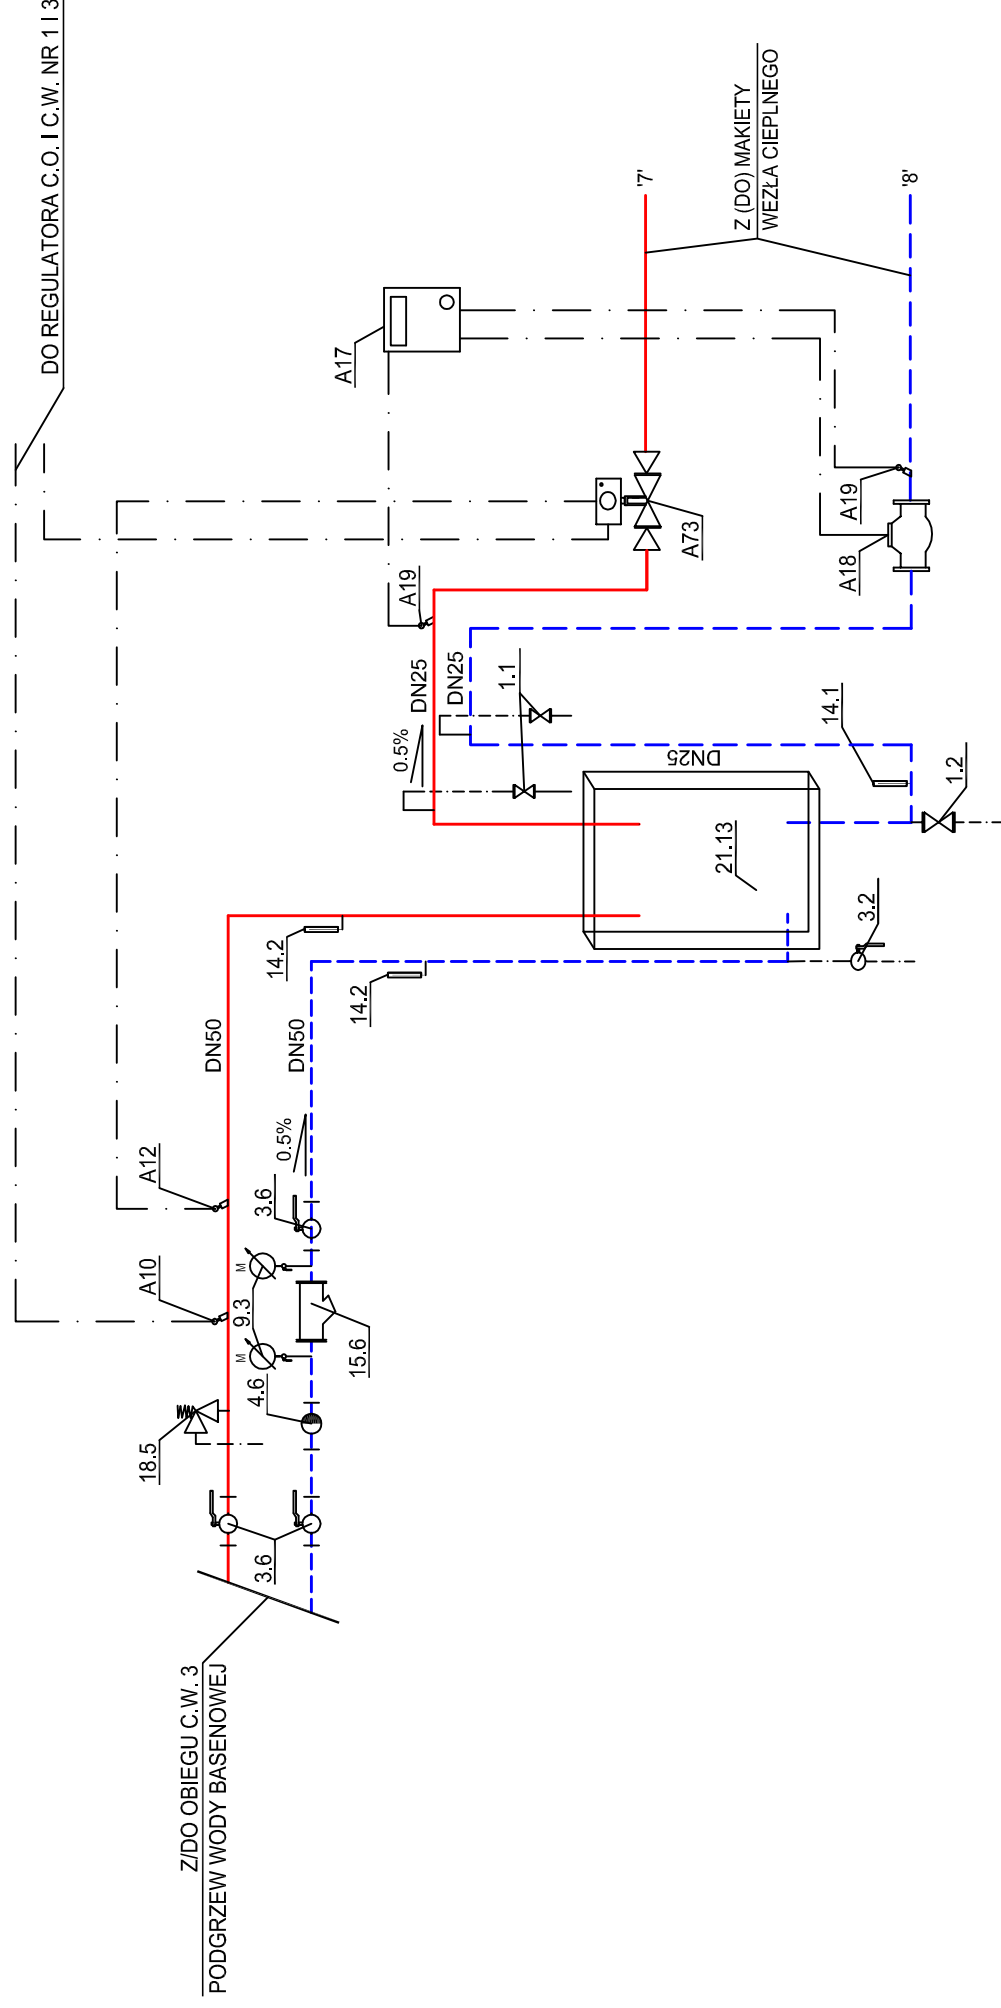 DO REGULATORA C.O. I C.W. NR 1 I 3
Z (DO) MAKIETY
WEZŁA CIEPLNEGO
'7'
'8'
A17
A19
A18
A73
A19
DN25
DN25
0.5%
1.1
14.1
1.2
DN25
21.13
3.2
14.2
14.2
DN50
DN50
0.5%
A12
3.6
A10
M
9.3
M
15.6
4.6
18.5
3.6
Z/DO OBIEGU C.W. 3
PODGRZEW WODY BASENOWEJ